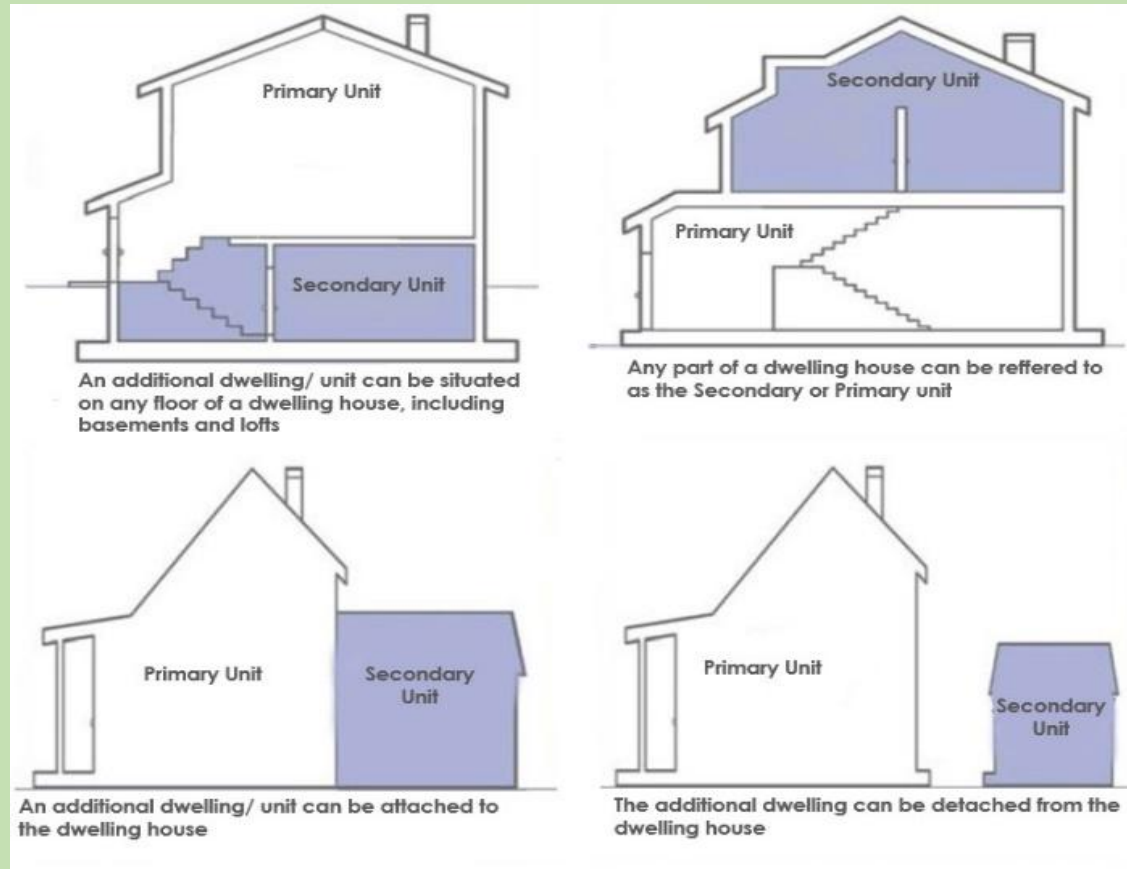 Primary Unit
Secondary Unit
An additional dwelling/ unit can be situated
on any floor of a dwelling house, including
basements and lofts
Secondary Unit
Primary Unit
Any part of a dwelling house can be reffered to
as the Secondary or Primary unit
Primary Unit
Secondary
Unit
An additional dwelling/ unit can be attached to
the dwelling house
Primary Unit
Secondary
Unit
The additional dwelling can be detached from the
dwelling house